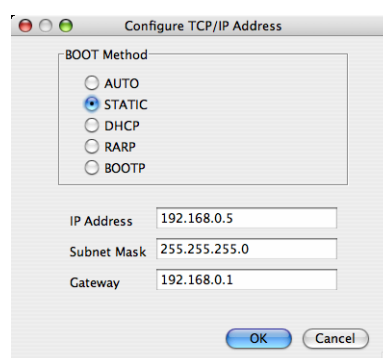 Configure TCP/IP Address
BOOT Method
AUTO
STATIC
DHCP
RARP
BOOTP
IP Address 192.168.0.5
Subnet Mask 255.255.255.0
Gateway 192.168.0.1
OK Cancel